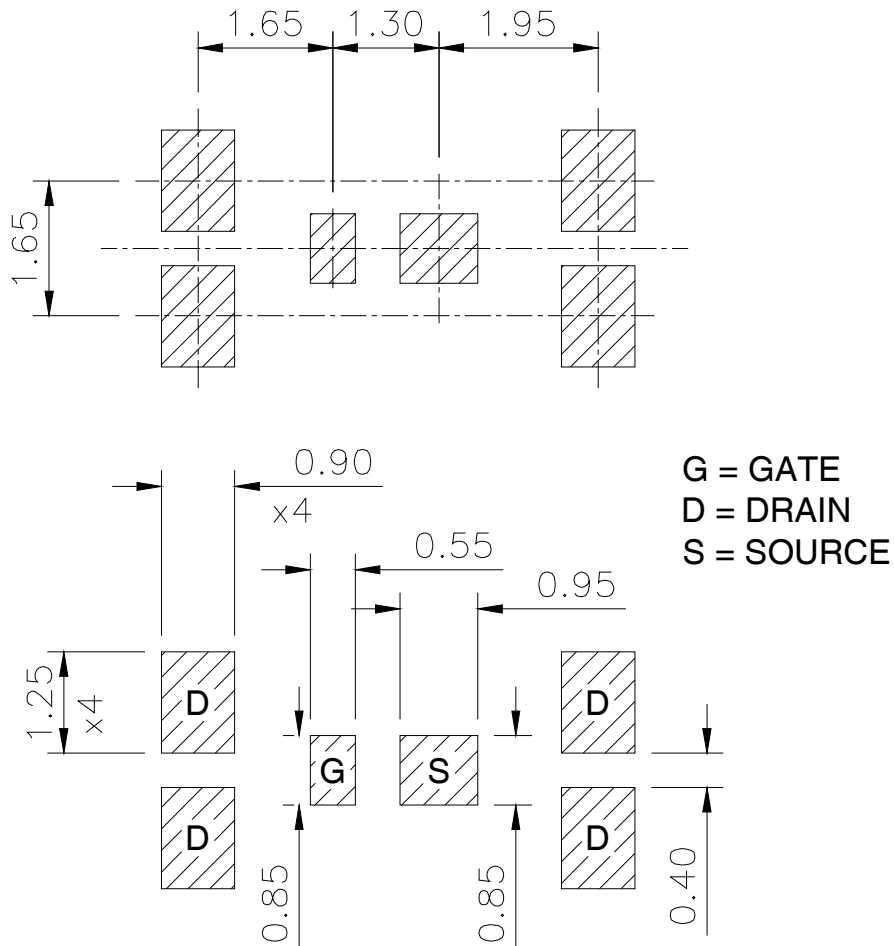 1.65 1.30 1.95
1.65
0.90
x4
G = GATE
D = DRAIN
S = SOURCE
0.55
0.95
1.25
x4
D D
G S
D D
0.85
0.85
0.40